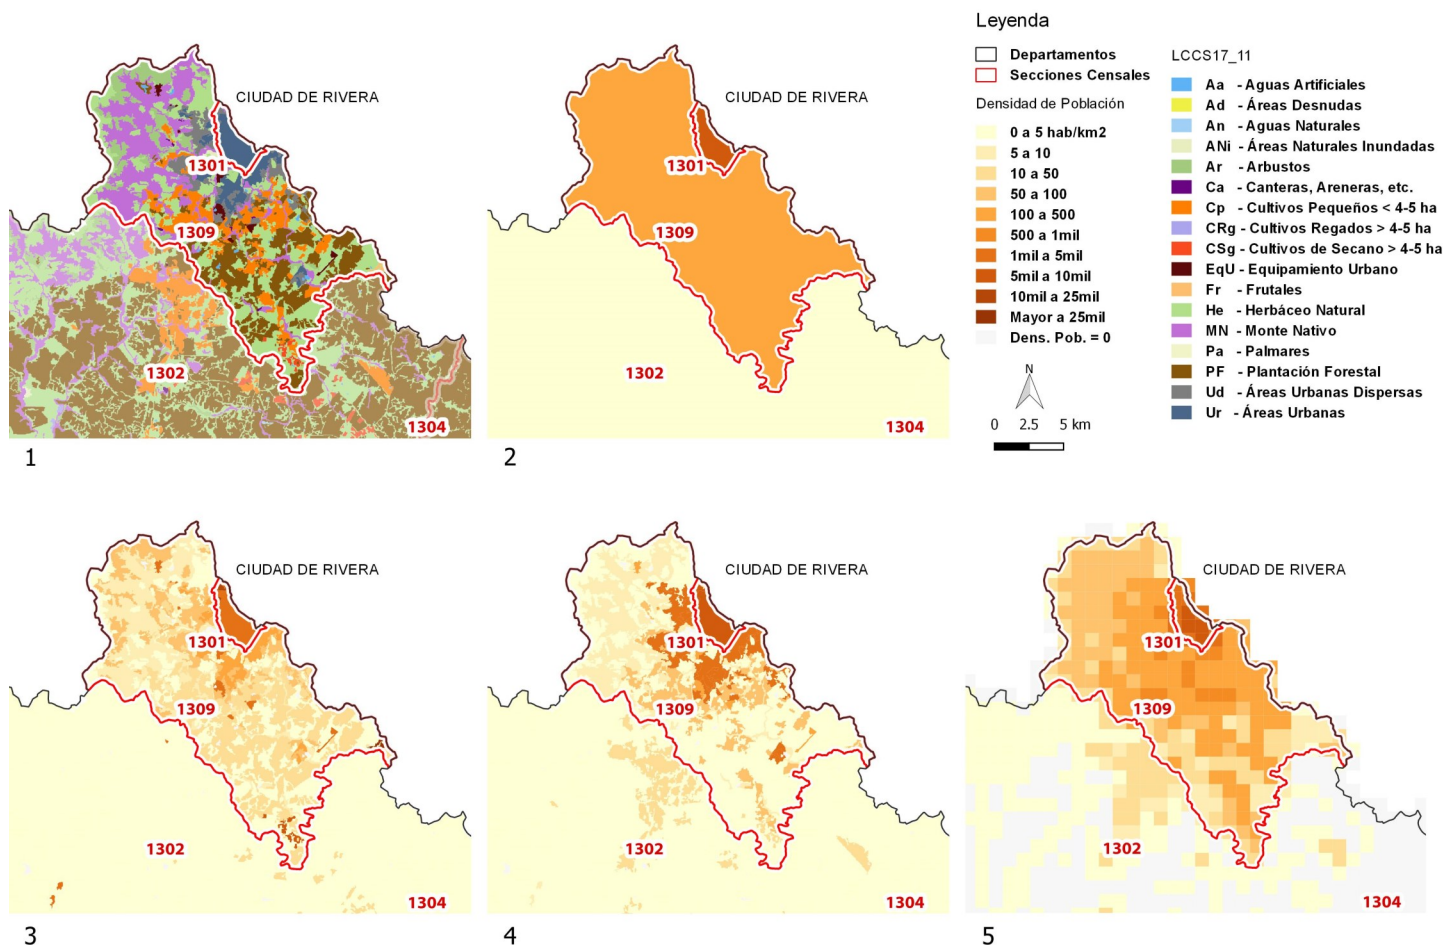 CIUDAD DE RIVERA
1301
1309
1302
1304
1
1301
1309
1302
1304
2
Leyenda
Departamentos
Secciones Censales
Densidad de Población
0 a 5 hab/km2
5 a 10
10 a 50
50 a 100
100 a 500
500 a 1mil
1mil a 5mil
5mil a 10mil
10mil a 25mil
Mayor a 25mil
Dens. Pob. = 0
N
0 2.5 5 km
LCCS17_11
Aa - Aguas Artificiales
Ad - Áreas Desnudas
An - Aguas Naturales
ANi - Áreas Naturales Inundadas
Ar - Arbustos
Ca - Canteras, Areneras, etc.
Cp - Cultivos Pequeños < 4-5 ha
CRg - Cultivos Regados > 4-5 ha
CSg - Cultivos de Secano > 4-5 ha
EqU - Equipamiento Urbano
Fr - Frutales
He - Herbáceo Natural
MN - Monte Nativo
Pa - Palmares
PF - Plantación Forestal
Ud - Áreas Urbanas Dispersas
Ur - Áreas Urbanas
CIUDAD DE RIVERA
CIUDAD DE RIVERA
1301
1309
1302
1304
3
CIUDAD DE RIVERA
1301
1309
1302
1304
4
CIUDAD DE RIVERA
1301
1309
1302
1304
5